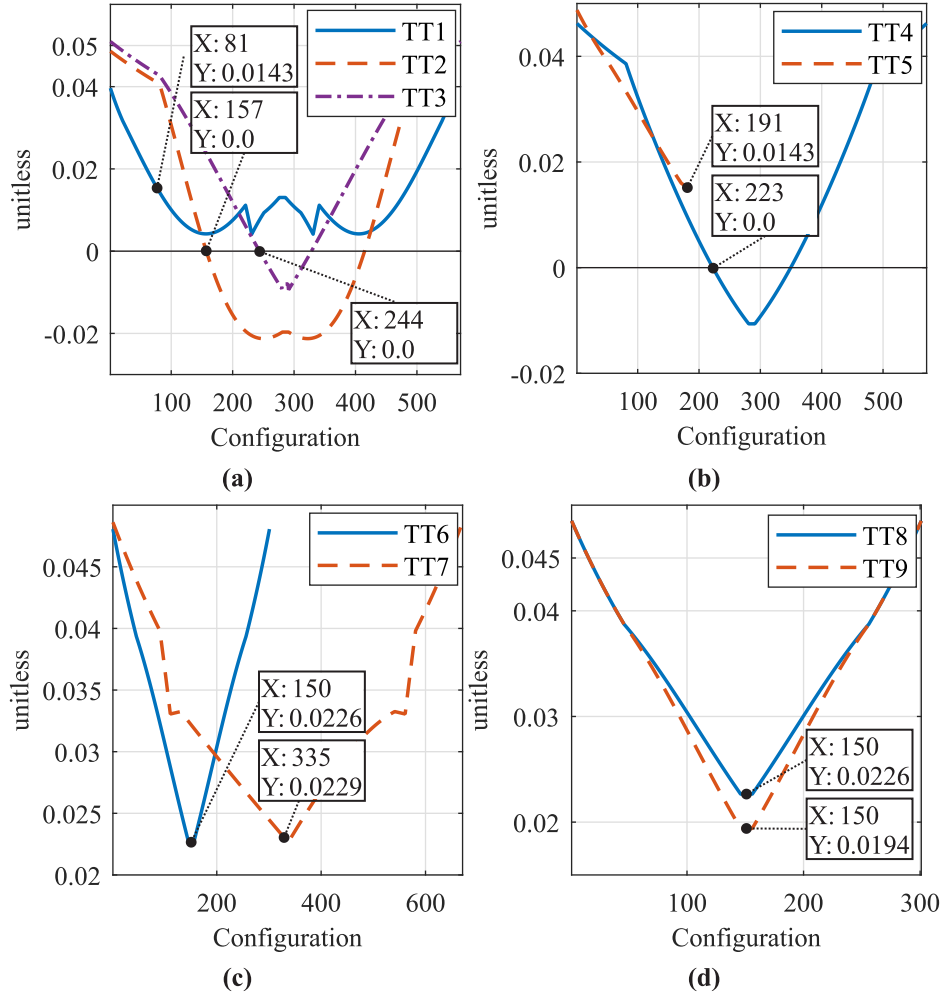 0.05
0.04
0.02
0
-0.02
unitless
X: 81
Y: 0.0143
X: 157
Y: 0.0
X: 244
Y: 0.0
TT1
TT2
TT3
100 200 300 400 500
Configuration
(a)
0.04
0.02
0
-0.02
unitless
X: 191
Y: 0.0143
X: 223
Y: 0.0
TT4
TT5
100 200 300 400 500
Configuration
(b)
0.045
0.04
0.035
0.03
0.025
0.02
unitless
TT6
TT7
X: 150
Y: 0.0226
X: 335
Y: 0.0229
200 400 600
Configuration
(c)
0.045
0.04
0.03
0.02
unitless
TT8
TT9
X: 150
Y: 0.0226
X: 150
Y: 0.0194
100 200 300
Configuration
(d)